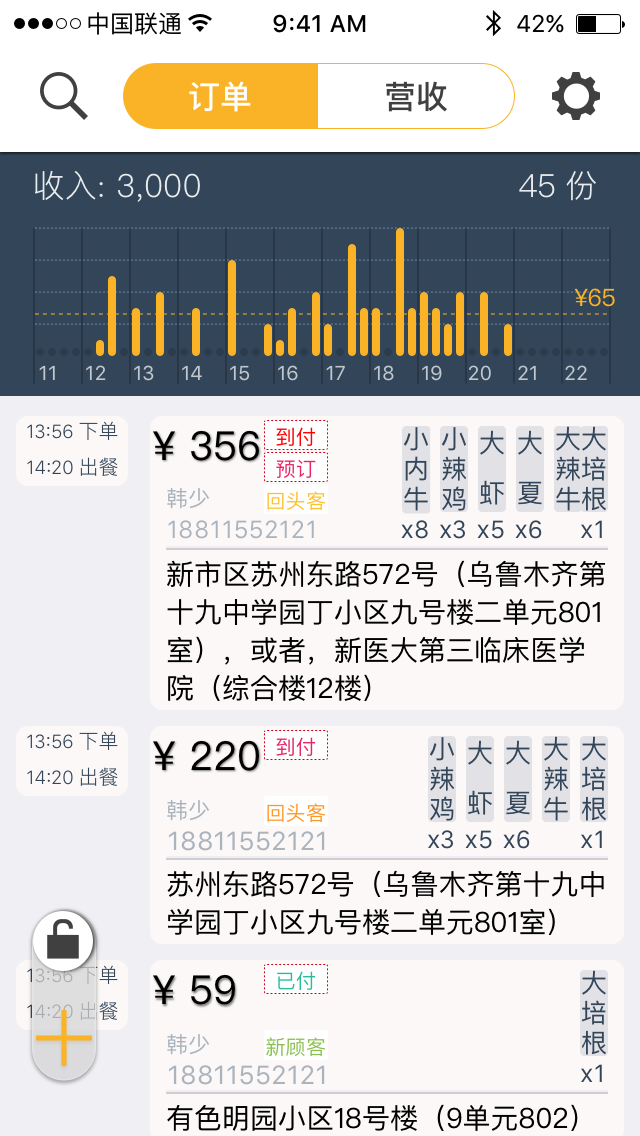 中国联通 9:41 AM 42%
订单 营收
收入: 3,000 45 份
¥65
11 12 13 14 15 16 17 18 19 20 21 22
13:56 下单
14:20 出餐
¥ 356 到付
预订
韩少 回头客
18811552121
小内牛 小辣鸡 大虾 大夏 大辣牛 大培根
x8 x3 x5 x6 x1
新市区苏州东路572号（乌鲁木齐第
十九中学园丁小区九号楼二单元801
室），或者，新医大第三临床医学
院（综合楼12楼）
13:56 下单
14:20 出餐
¥ 220 到付
韩少 回头客
18811552121
小辣鸡 大虾 大夏 大辣牛 大培根
x3 x5 x6 x1
苏州东路572号（乌鲁木齐第十九中
学园丁小区九号楼二单元801室）
13:56 下单
14:20 出餐
¥ 59 已付
韩少 新顾客
18811552121
大培根
x1
有色明园小区18号楼（9单元802）